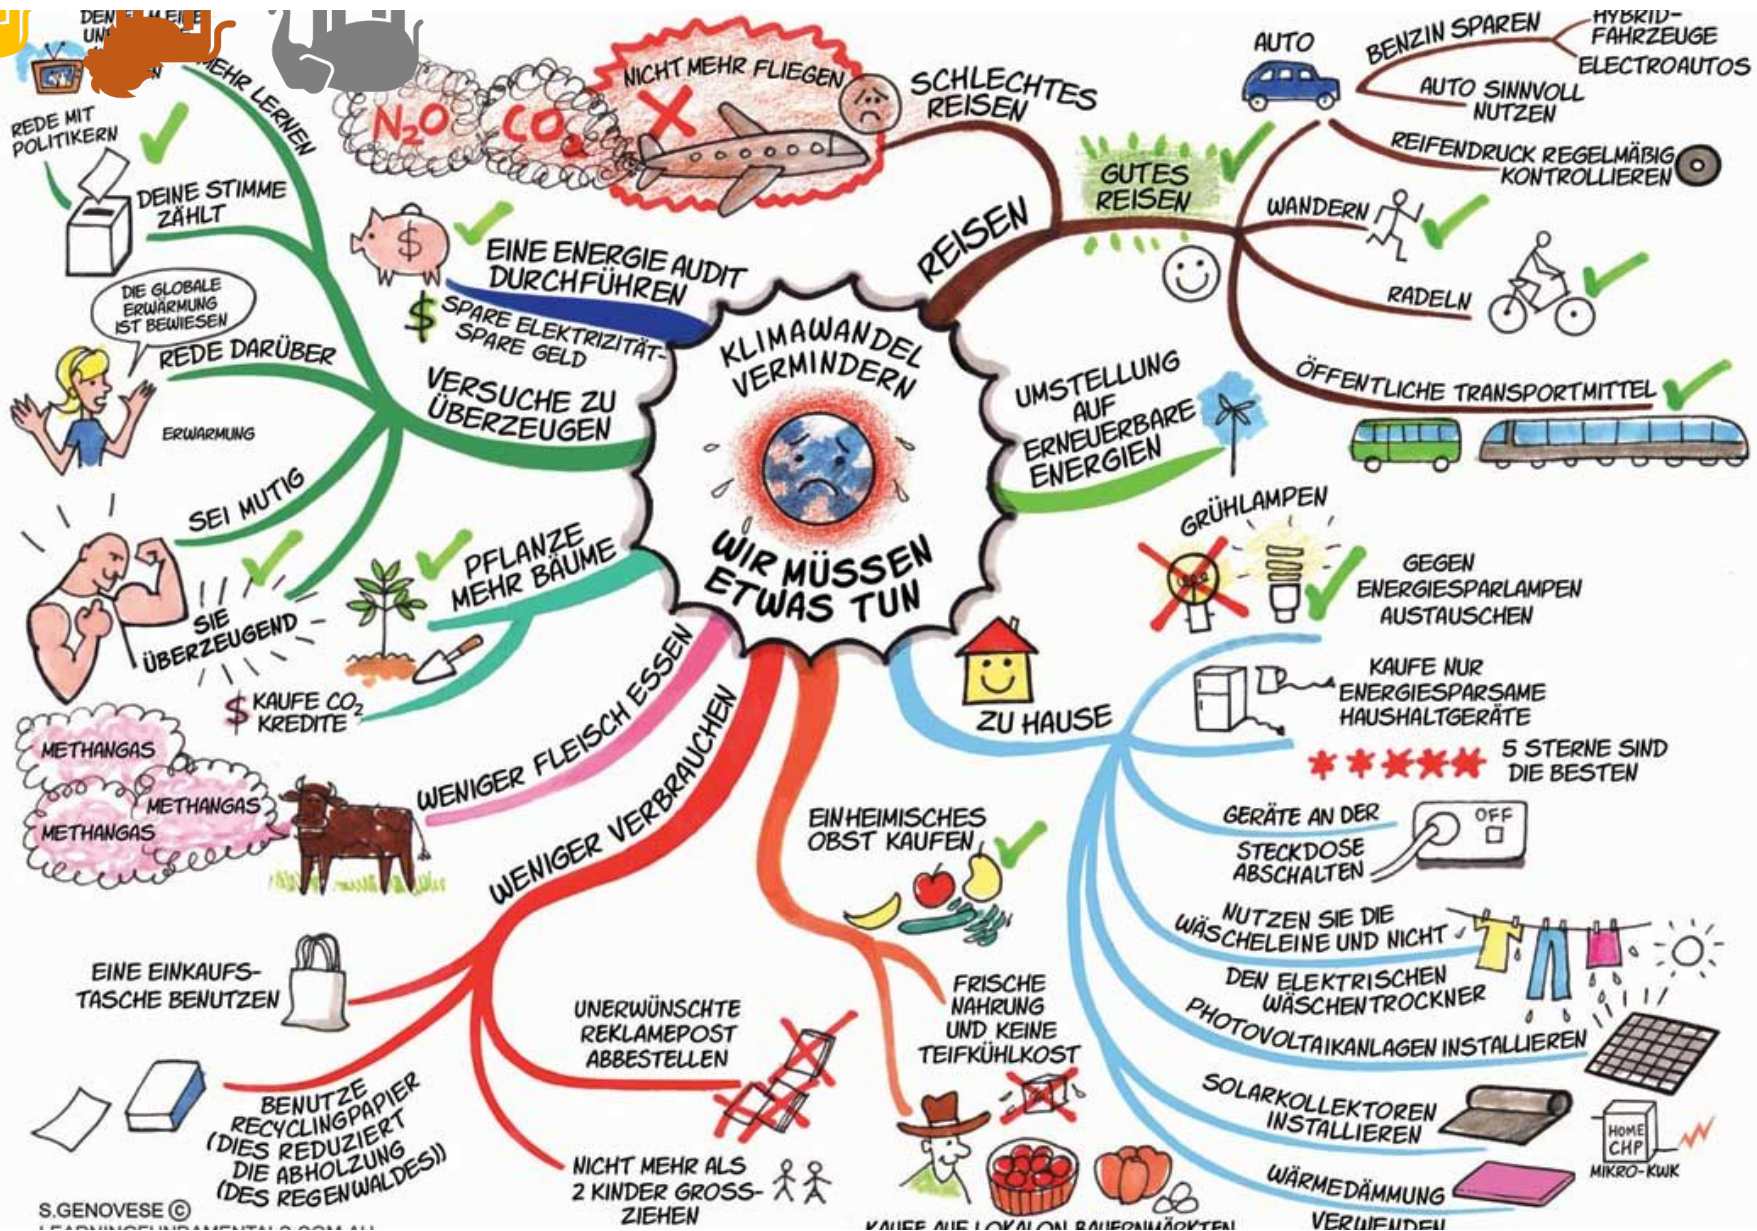 KLIMAWANDEL
VERMINDERN
WIR MÜSSEN
ETWAS TUN
REISEN
SCHLECHTES
REISEN
NICHT MEHR FLIEGEN
N2O
CO2
GUTES
REISEN
AUTO
BENZIN SPAREN
HYBRID-
FAHRZEUGE
ELECTROAUTOS
AUTO SINNVOLL
NUTZEN
REIFENDRUCK REGELMÄBIG
KONTROLLIEREN
WANDERN
RADELN
ÖFFENTLICHE TRANSPORTMITTEL
UMSTELLUNG
AUF
ERNEUERBARE
ENERGIEN
ZU HAUSE
GRÜHLAMPEN
GEGEN
ENERGIESPARLAMPEN
AUSTAUSCHEN
KAUFE NUR
ENERGIESPARSAME
HAUSHALTGERÄTE
5 STERNE SIND
DIE BESTEN
GERÄTE AN DER
STECKDOSE
ABSCHALTEN
OFF
NUTZEN SIE DIE
WÄSCHELEINE UND NICHT
DEN ELEKTRISCHEN
WÄSCHENTROCKNER
PHOTOVOLTAIKANLAGEN INSTALLIEREN
SOLARKOLLEKTOREN
INSTALLIEREN
HOME
CHP
MIKRO-KWK
WÄRMEDÄMMUNG
VERWENDEN
EINHEIMISCHES
OBST KAUFEN
FRISCHE
NAHRUNG
UND KEINE
TEIFKÜHLKOST
KAUFE AUF LOKALON BAUERNMÄRKTEN
WENIGER VERBRAUCHEN
UNERWÜNSCHTE
REKLAMEPOST
ABBESTELLEN
NICHT MEHR ALS
2 KINDER GROSS-
ZIEHEN
EINE EINKAUFS-
TASCHE BENUTZEN
BENUTZE
RECYCLINGPAPIER
(DIES REDUZIERT
DIE ABHOLZUNG
(DES REGENWALDES))
WENIGER FLEISCH ESSEN
METHANGAS
METHANGAS
METHANGAS
PFLANZE
MEHR BÄUME
$ KAUFE CO2
KREDITE
VERSUCHE ZU
ÜBERZEUGEN
MEHR LERNEN
REDE MIT
POLITIKERN
DEINE STIMME
ZÄHLT
DIE GLOBALE
ERWÄRMUNG
IST BEWIESEN
REDE DARÜBER
ERWARMUNG
SEI MUTIG
SIE
ÜBERZEUGEND
EINE ENERGIE AUDIT
DURCHFÜHREN
$
$ SPARE ELEKTRIZITÄT-
SPARE GELD
S.GENOVESE ©
LEARNINGFUNDAMENTALS.COM.AU